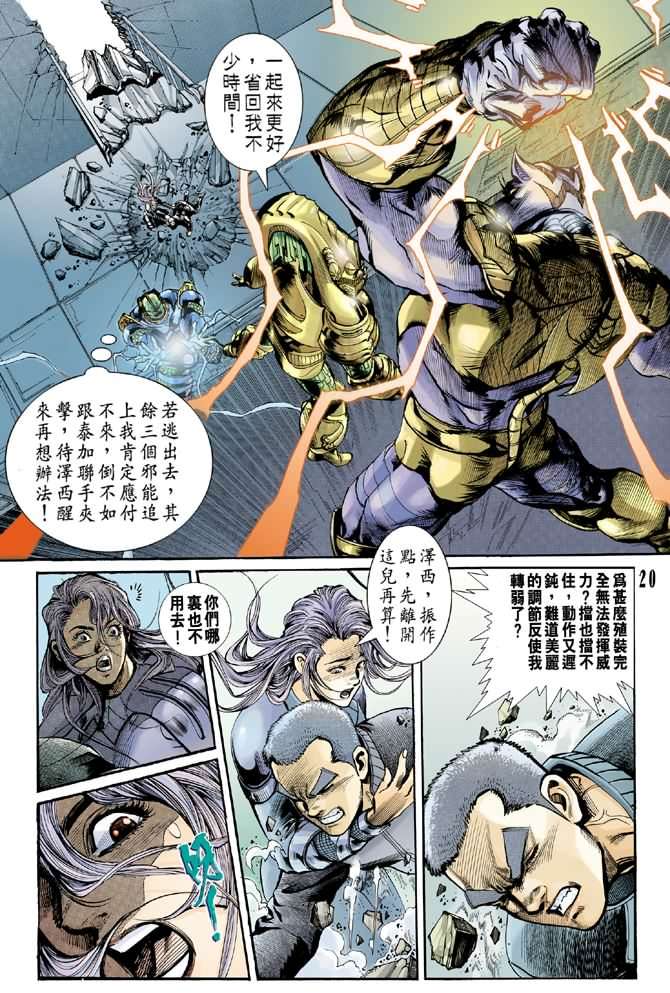 一起來更好
，省回我不
少時間！
若逃出去，其
餘三個邪能追
上我肯定應付
不來，倒不如
跟泰加聯手夾
擊，待澤西醒
來再想辦法！
20
為甚麼殖裝完
全無法發揮威
力？擋也擋不
住，動作又遲
鈍，難道美麗
的調節反使我
轉弱了？
澤西，振作
點，先離開
這兒再算！
你們哪
裏也不
用去！